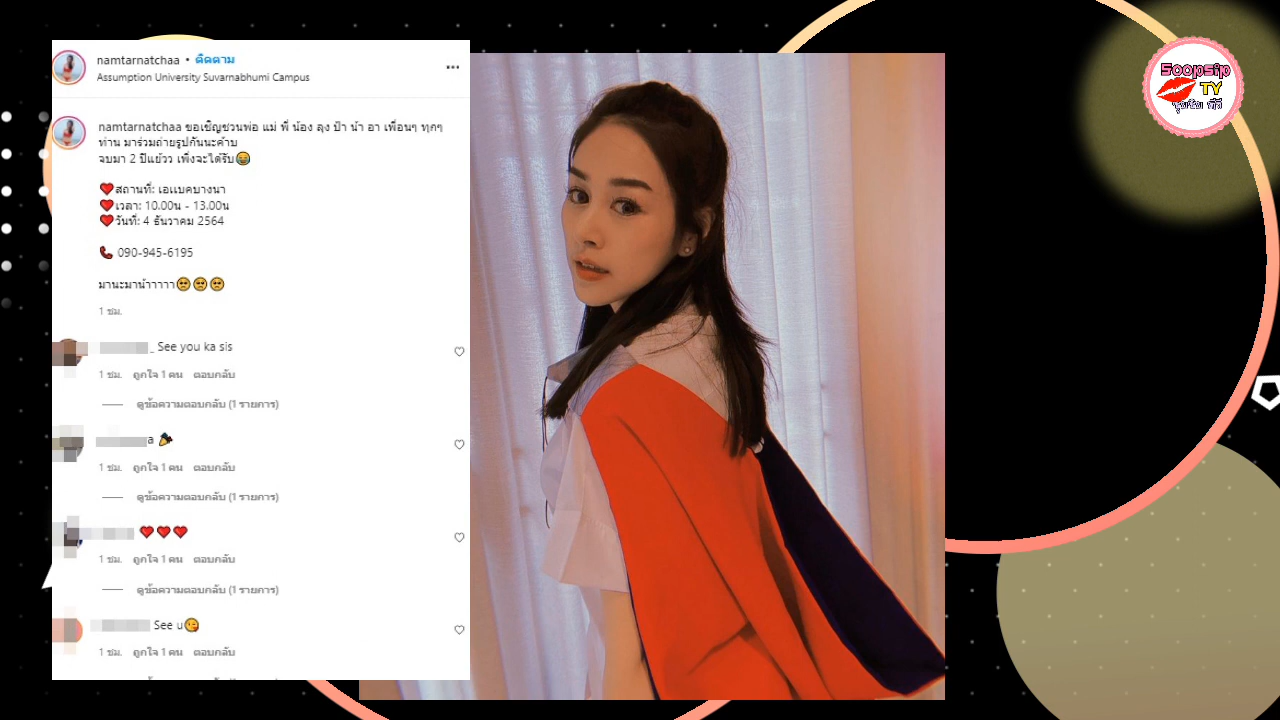 namtarnatchaa • ติดตาม
Assumption University Suvarnabhumi Campus
namtarnatchaa ขอเชิญชวนพ่อ แม่ พี่ น้อง ลุง ป้า น้า อา เพื่อนๆ ทุกๆ
ท่าน มาร่วมถ่ายรูปกันนะค้าบ
จบมา 2 ปีแย้วว เพิ่งจะได้รับ😂
❤️สถานที่: เอแบคบางนา
❤️เวลา: 10.00น - 13.00น
❤️วันที่: 4 ธันวาคม 2564
📞 090-945-6195
มานะมาน้าาาาา🥺🥺🥺
1 ชม.
_ See you ka sis
1 ชม. ถูกใจ 1 คน ตอบกลับ
ดูข้อความตอบกลับ (1 รายการ)
a
1 ชม. ถูกใจ 1 คน ตอบกลับ
ดูข้อความตอบกลับ (1 รายการ)
❤️❤️❤️
1 ชม. ถูกใจ 1 คน ตอบกลับ
ดูข้อความตอบกลับ (1 รายการ)
See u😘
1 ชม. ถูกใจ 1 คน ตอบกลับ
Soopsip
TV
ซุบซิบ ทีวี